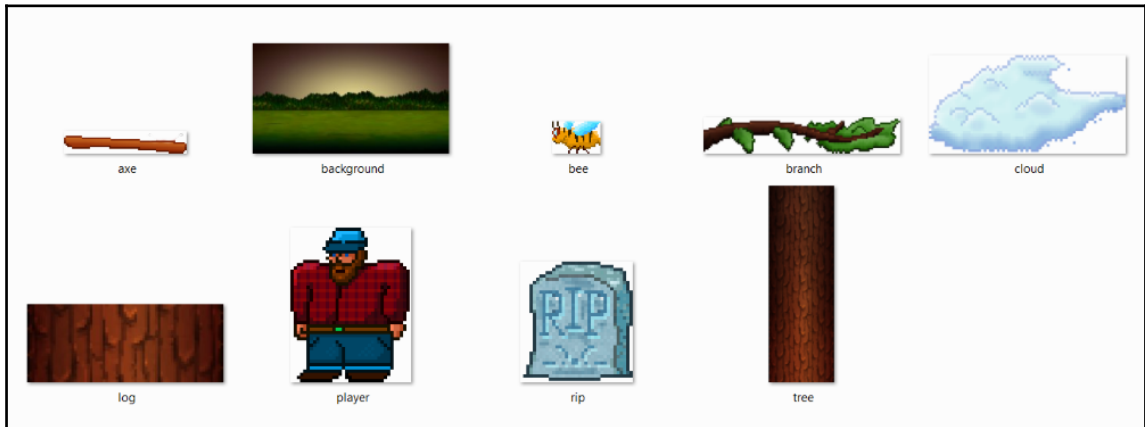 axe
background
bee
branch
cloud
RIP
log
player
rip
tree